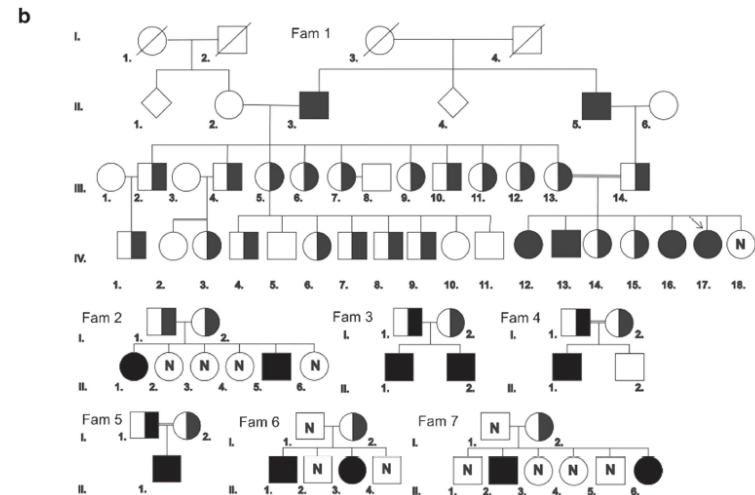 b
I. Fam 1
1. 2. 3. 4.
II.
1. 2. 3. 4. 5. 6.
III.
1. 2. 3. 4. 5. 6. 7. 8. 9. 10. 11. 12. 13. 14.
IV. N
1. 2. 3. 4. 5. 6. 7. 8. 9. 10. 11. 12. 13. 14. 15. 16. 17. 18.
Fam 2 Fam 3 Fam 4
I. I. I.
1. 2. 1. 2. 1. 2.
N N N N
II. 1. 2. 3. 4. 5. 6. II. 1. 2. II. 1. 2.
Fam 5 Fam 6 Fam 7
N N
I. 1. 2. I. 1. 2. I. 1. 2.
N N N N N N
II. 1. II. 1. 2. 3. 4. II. 1. 2. 3. 4. 5. 6.